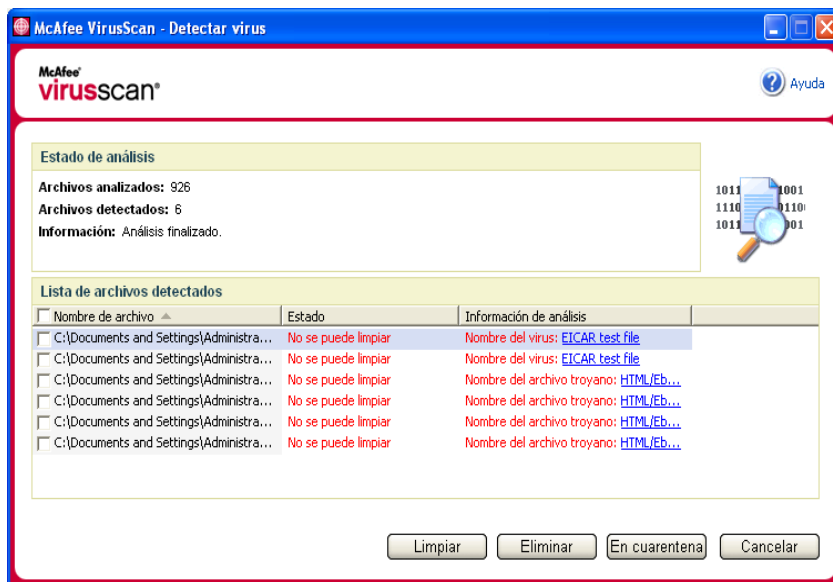 McAfee VirusScan - Detectar virus
McAfee®
virusscan®
Ayuda
Estado de análisis
Archivos analizados: 926
Archivos detectados: 6
Información: Análisis finalizado.
1011 1001
1110 0110
1011 001
Lista de archivos detectados
Nombre de archivo Estado Información de análisis
C:\Documents and Settings\Administra... No se puede limpiar Nombre del virus: EICAR test file
C:\Documents and Settings\Administra... No se puede limpiar Nombre del virus: EICAR test file
C:\Documents and Settings\Administra... No se puede limpiar Nombre del archivo troyano: HTML/Eb...
C:\Documents and Settings\Administra... No se puede limpiar Nombre del archivo troyano: HTML/Eb...
C:\Documents and Settings\Administra... No se puede limpiar Nombre del archivo troyano: HTML/Eb...
C:\Documents and Settings\Administra... No se puede limpiar Nombre del archivo troyano: HTML/Eb...
Limpiar Eliminar En cuarentena Cancelar